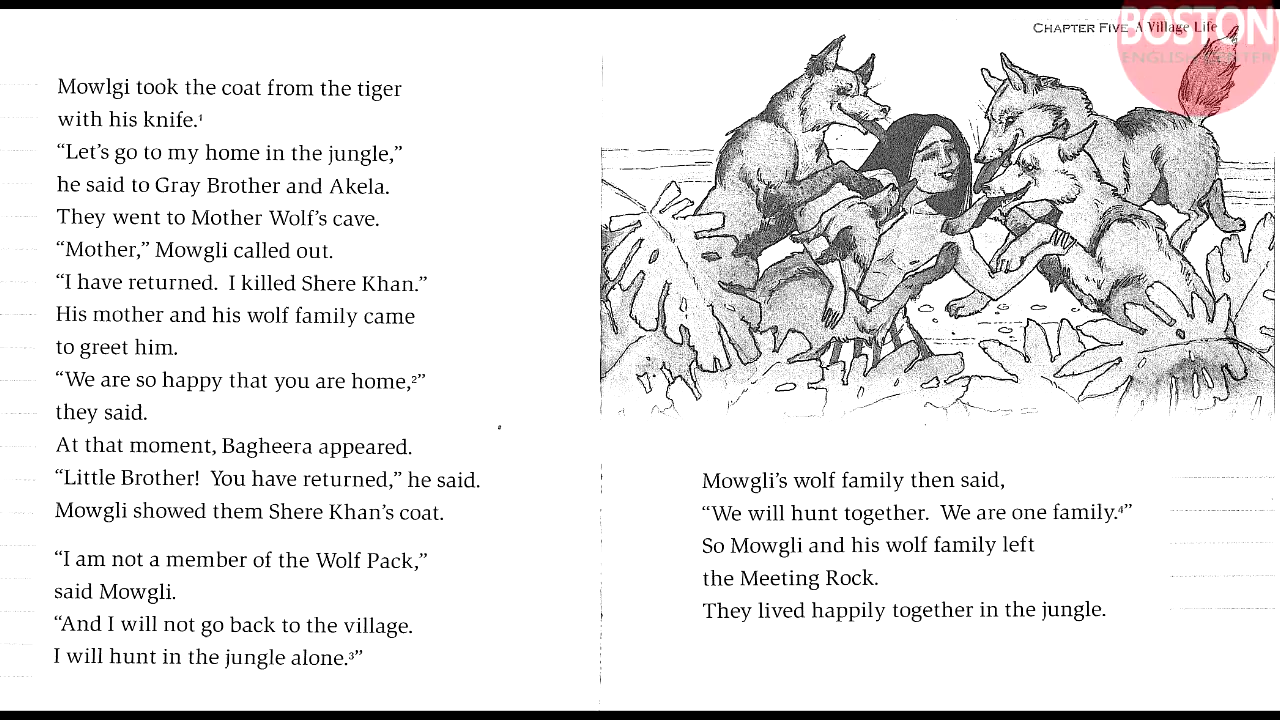 CHAPTER FIVE A Village Life
BOSTON
ENGLISH CENTER
Mowlgi took the coat from the tiger
with his knife.¹
“Let’s go to my home in the jungle,”
he said to Gray Brother and Akela.
They went to Mother Wolf’s cave.
“Mother,” Mowgli called out.
“I have returned. I killed Shere Khan.”
His mother and his wolf family came
to greet him.
“We are so happy that you are home,²”
they said.
At that moment, Bagheera appeared.
“Little Brother! You have returned,” he said.
Mowgli showed them Shere Khan’s coat.
“I am not a member of the Wolf Pack,”
said Mowgli.
“And I will not go back to the village.
I will hunt in the jungle alone.³”
Mowgli’s wolf family then said,
“We will hunt together. We are one family.⁴”
So Mowgli and his wolf family left
the Meeting Rock.
They lived happily together in the jungle.